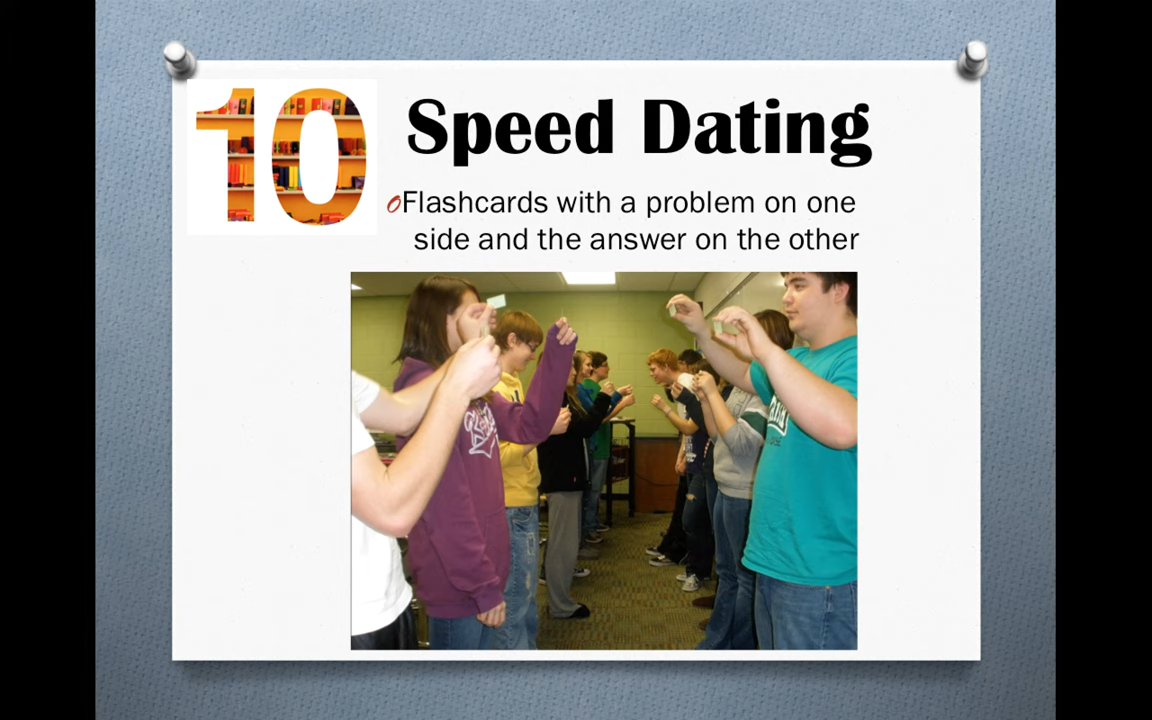 10
Speed Dating
Flashcards with a problem on one
side and the answer on the other